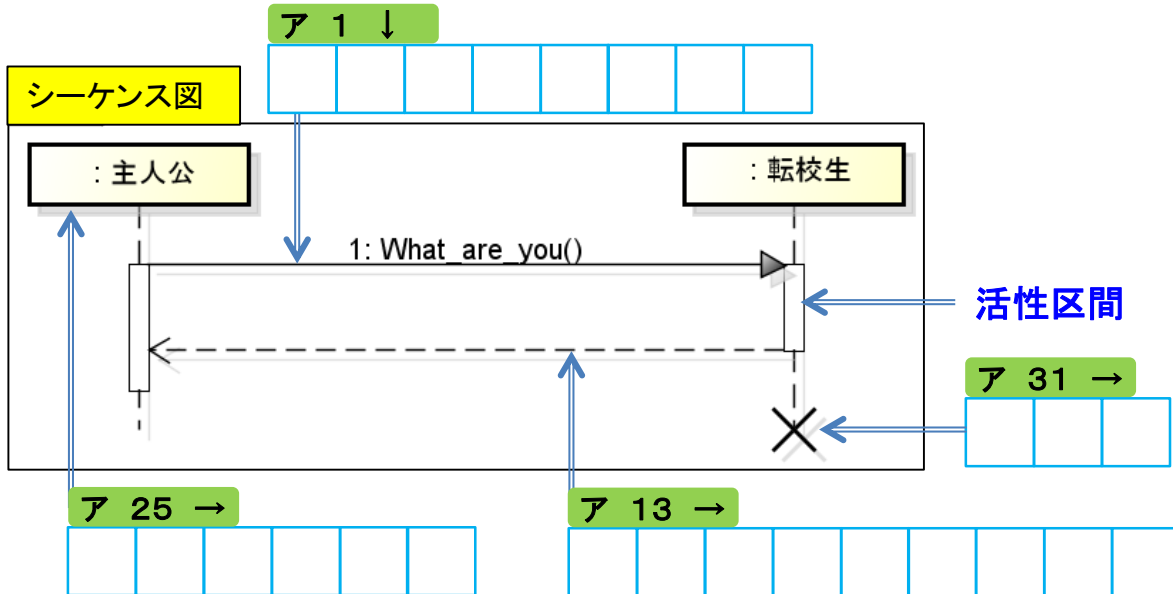 ア 1 ↓
シーケンス図
: 主人公
: 転校生
1: What_are_you()
活性区間
ア 31 →
ア 25 →
ア 13 →